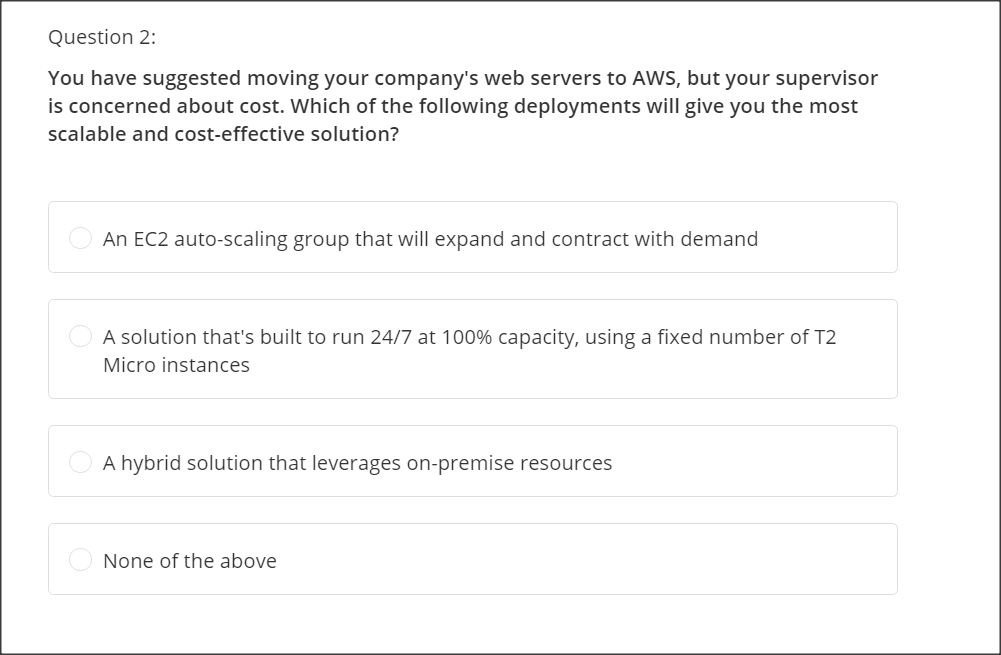 Question 2:
You have suggested moving your company's web servers to AWS, but your supervisor
is concerned about cost. Which of the following deployments will give you the most
scalable and cost-effective solution?
An EC2 auto-scaling group that will expand and contract with demand
A solution that's built to run 24/7 at 100% capacity, using a fixed number of T2
Micro instances
A hybrid solution that leverages on-premise resources
None of the above